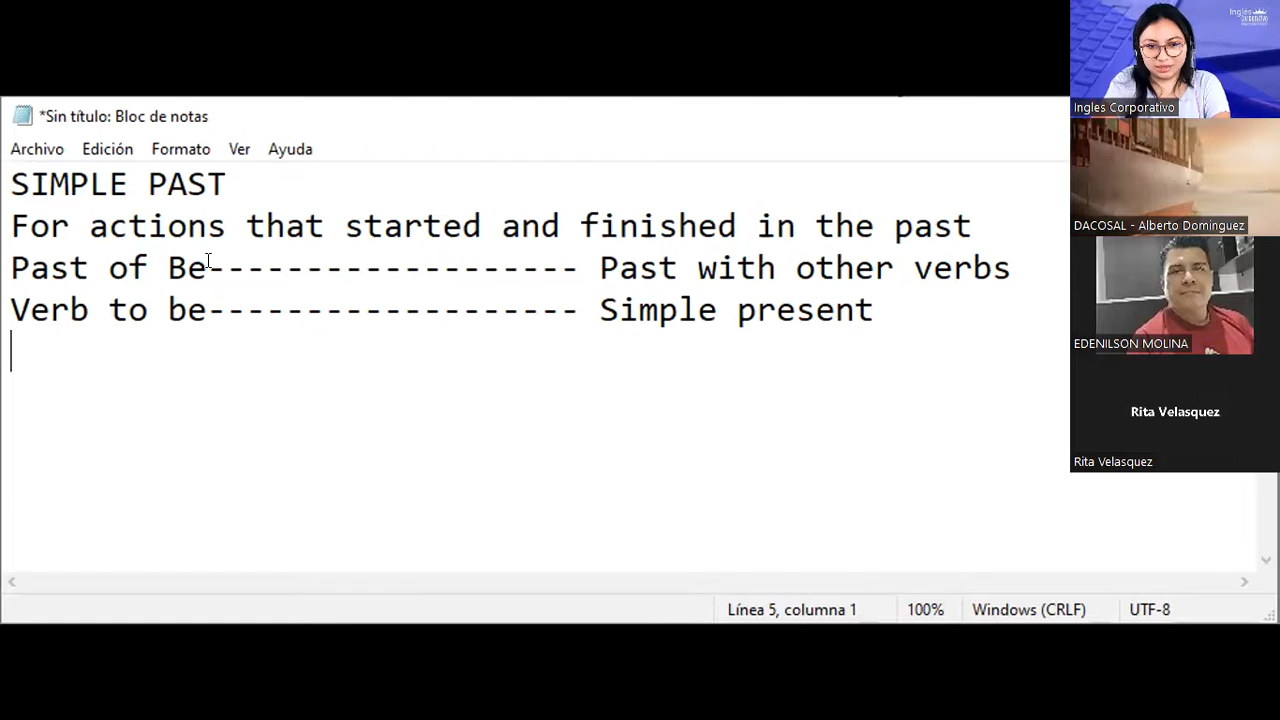 *Sin título: Bloc de notas
Archivo Edición Formato Ver Ayuda
SIMPLE PAST
For actions that started and finished in the past
Past of Be------------------- Past with other verbs
Verb to be------------------- Simple present
Línea 5, columna 1 100% Windows (CRLF) UTF-8
Ingles
Ingles Corporativo
DACOSAL - Alberto Dominguez
EDENILSON MOLINA
Rita Velasquez
Rita Velasquez